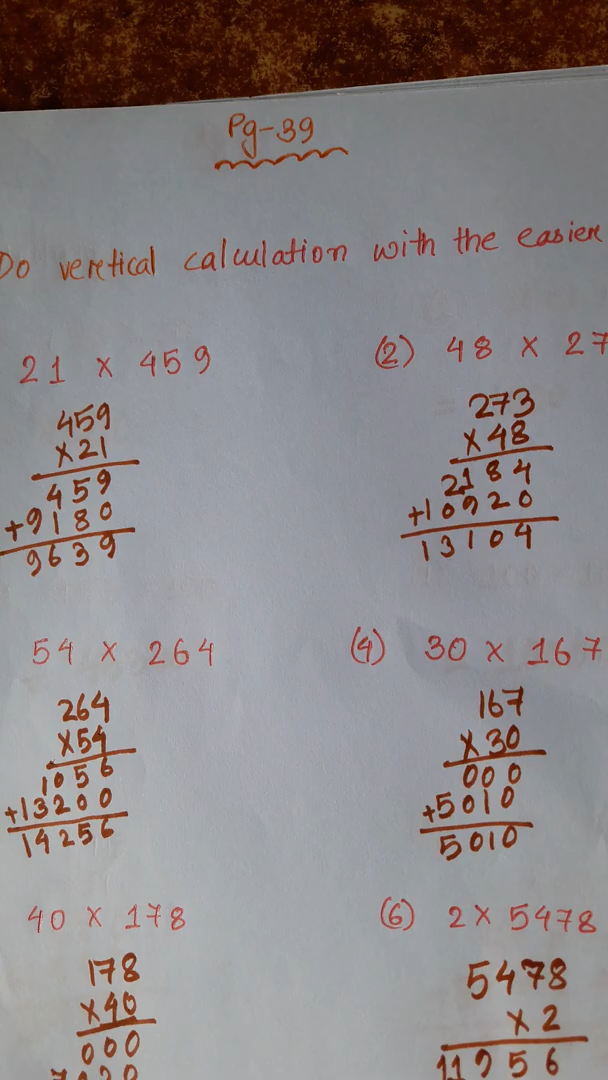 Pg-39
Do vertical calculation with the easier
21 x 459
459
x21
459
+9180
9639
(2) 48 x 27
273
x48
2184
+10920
13104
54 x 264
264
x54
1056
+13200
14256
(4) 30 x 167
167
x30
000
+5010
5010
40 x 178
178
x40
000
(6) 2 x 5478
5478
x2
11956